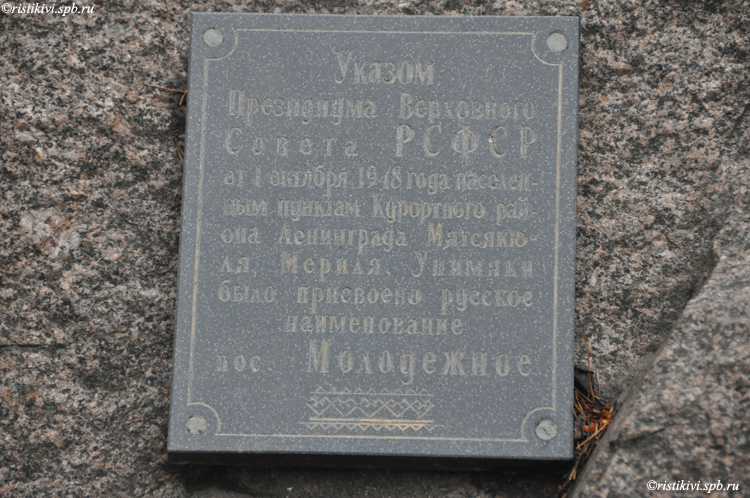 ©ristikivi.spb.ru
Указом
Президиума Верховного
Совета РСФСР
от 1 октября 1948 года населен-
ным пунктам Курортного рай-
она Ленинграда Мятсякю-
ля, Мериля, Унимяки
было присвоено русское
наименование
пос. Молодежное
©ristikivi.spb.ru